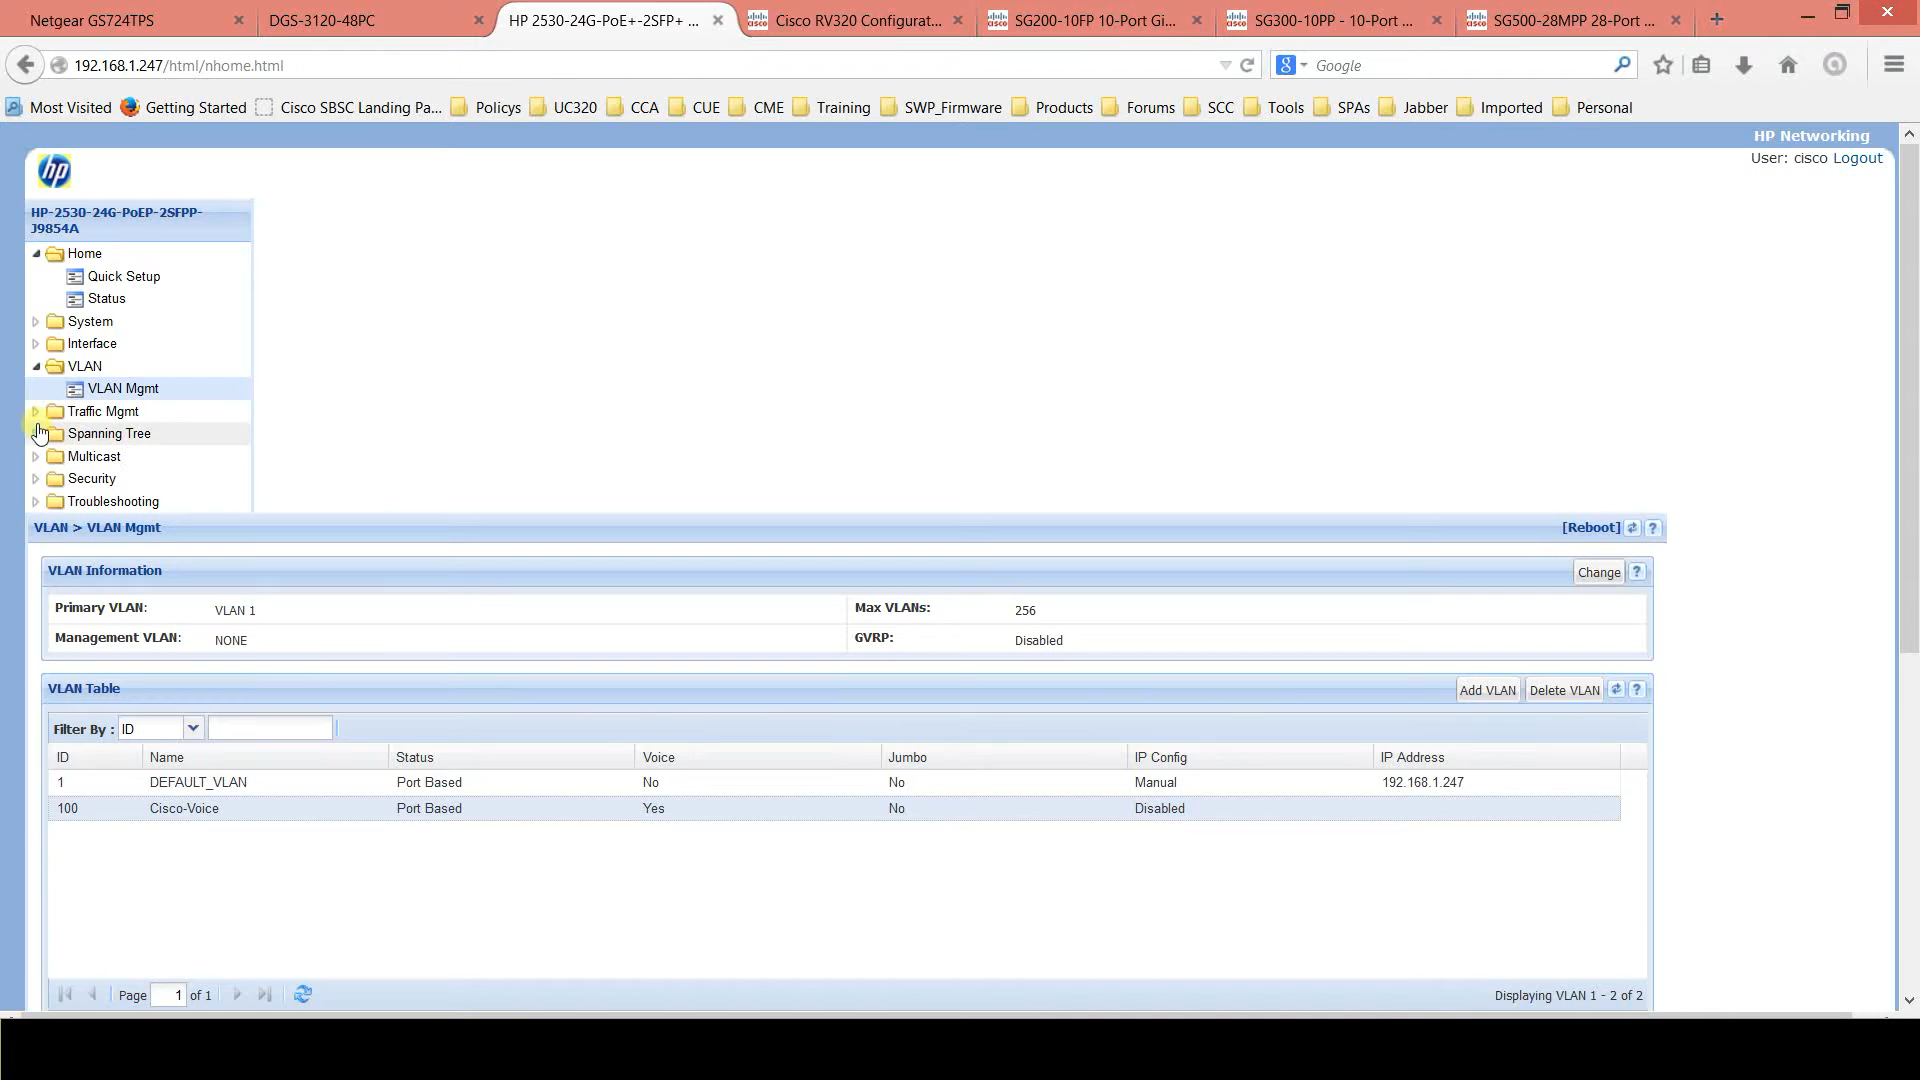 Netgear GS724TPS
DGS-3120-48PC
HP 2530-24G-PoE+-2SFP+ ...
Cisco RV320 Configurat...
SG200-10FP 10-Port Gi...
SG300-10PP - 10-Port ...
SG500-28MPP 28-Port ...
192.168.1.247/html/nhome.html
Google
Most Visited
Getting Started
Cisco SBSC Landing Pa...
Policys
UC320
CCA
CUE
CME
Training
SWP_Firmware
Products
Forums
SCC
Tools
SPAs
Jabber
Imported
Personal
HP Networking
User: cisco Logout
hp
HP-2530-24G-PoEP-2SFPP-
J9854A
Home
Quick Setup
Status
System
Interface
VLAN
VLAN Mgmt
Traffic Mgmt
Spanning Tree
Multicast
Security
Troubleshooting
VLAN > VLAN Mgmt
[Reboot] ?
VLAN Information
Change ?
Primary VLAN: VLAN 1
Max VLANs: 256
Management VLAN: NONE
GVRP: Disabled
VLAN Table
Add VLAN Delete VLAN ?
Filter By : ID
ID Name Status Voice Jumbo IP Config IP Address
1 DEFAULT_VLAN Port Based No No Manual 192.168.1.247
100 Cisco-Voice Port Based Yes No Disabled
Page 1 of 1
Displaying VLAN 1 - 2 of 2